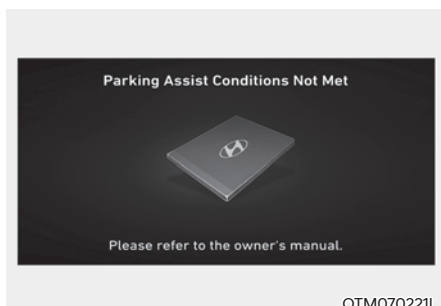 Parking Assist Conditions Not Met
Please refer to the owner's manual.
OTM070221L